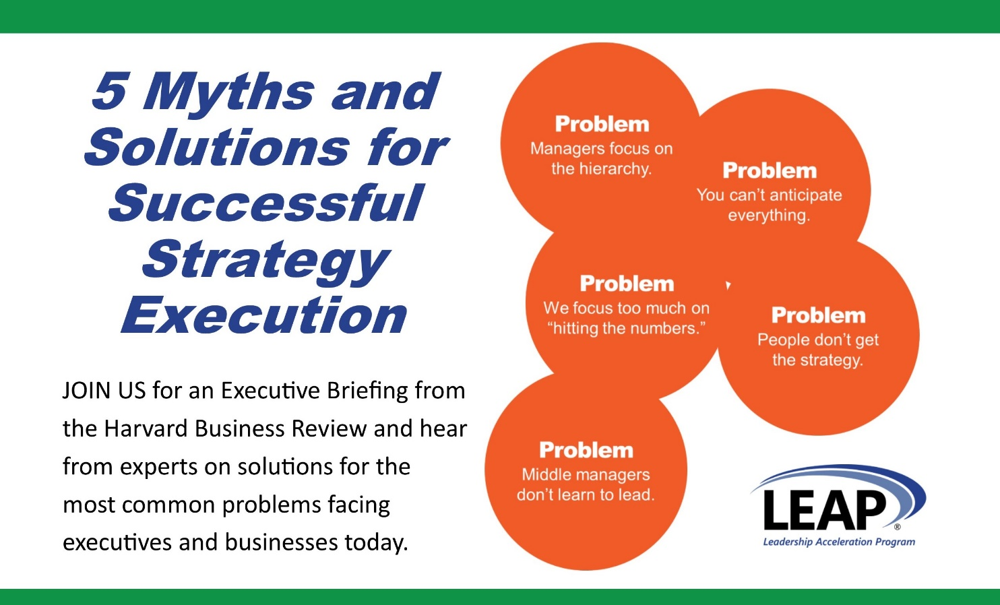 5 Myths and
Solutions for
Successful
Strategy
Execution
JOIN US for an Executive Briefing from
the Harvard Business Review and hear
from experts on solutions for the
most common problems facing
executives and businesses today.
Problem
Managers focus on
the hierarchy.
Problem
You can’t anticipate
everything.
Problem
We focus too much on
“hitting the numbers.”
Problem
People don’t get
the strategy.
Problem
Middle managers
don’t learn to lead.
LEAP®
Leadership Acceleration Program